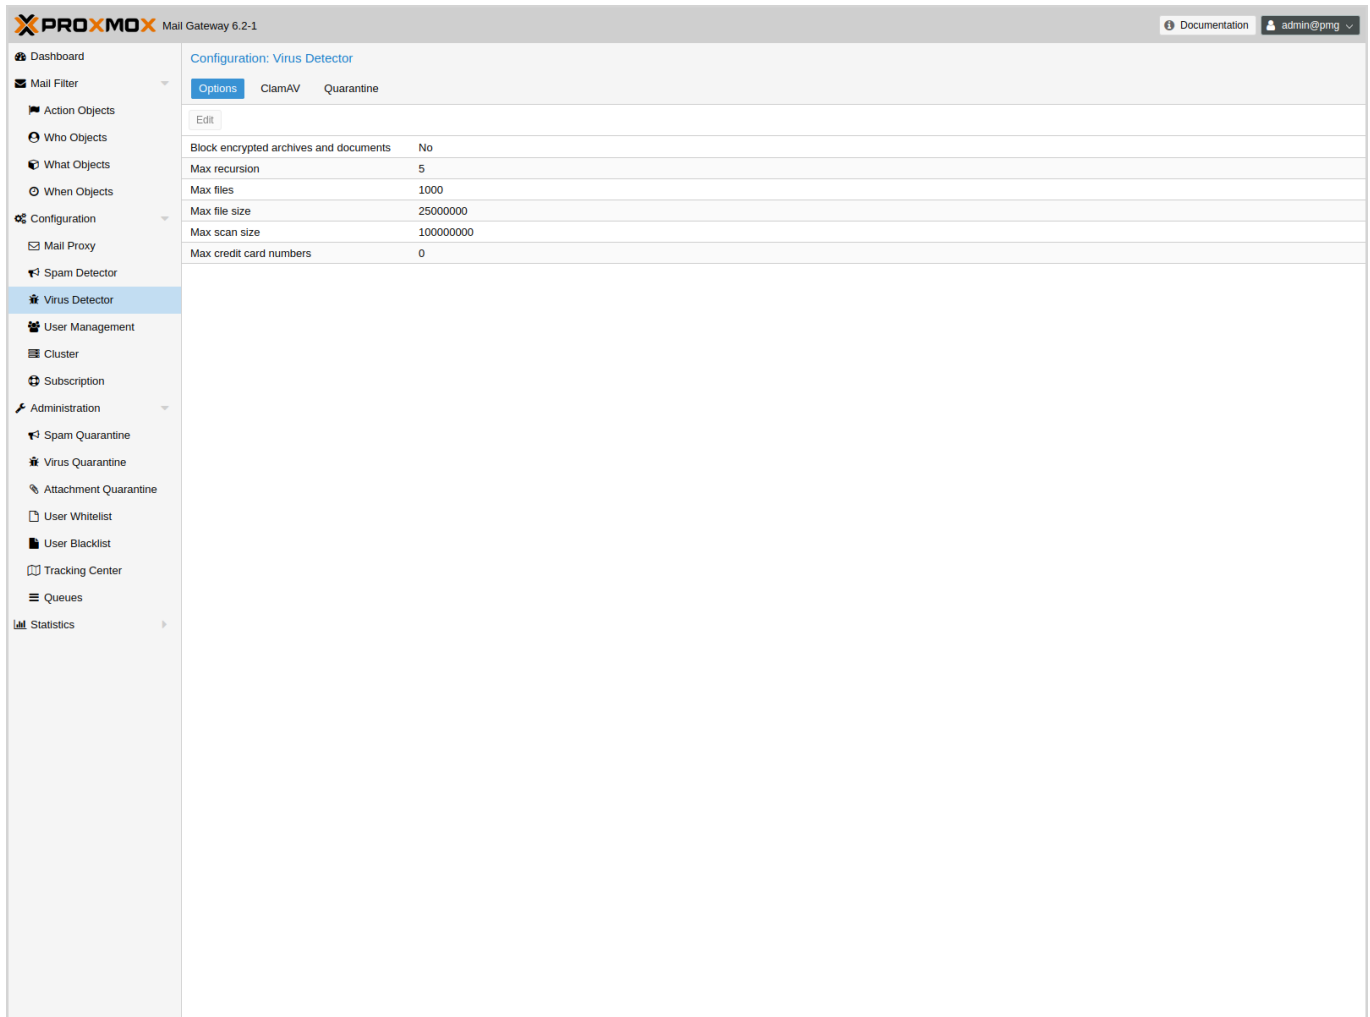 PROXMOX Mail Gateway 6.2-1
Documentation
admin@pmg
Dashboard
Mail Filter
Action Objects
Who Objects
What Objects
When Objects
Configuration
Mail Proxy
Spam Detector
Virus Detector
User Management
Cluster
Subscription
Administration
Spam Quarantine
Virus Quarantine
Attachment Quarantine
User Whitelist
User Blacklist
Tracking Center
Queues
Statistics
Configuration: Virus Detector
Options ClamAV Quarantine
Edit
Block encrypted archives and documents No
Max recursion 5
Max files 1000
Max file size 25000000
Max scan size 100000000
Max credit card numbers 0